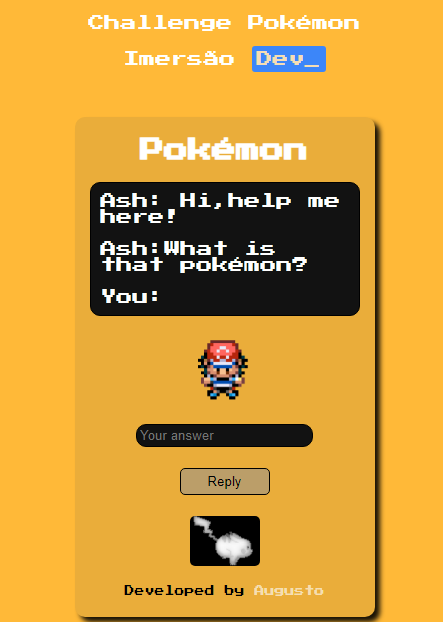 Challenge Pokémon
Imersão Dev_
Pokémon
Ash: Hi,help me
here!
Ash:What is
that pokémon?
You:
Your answer
Reply
Developed by Augusto